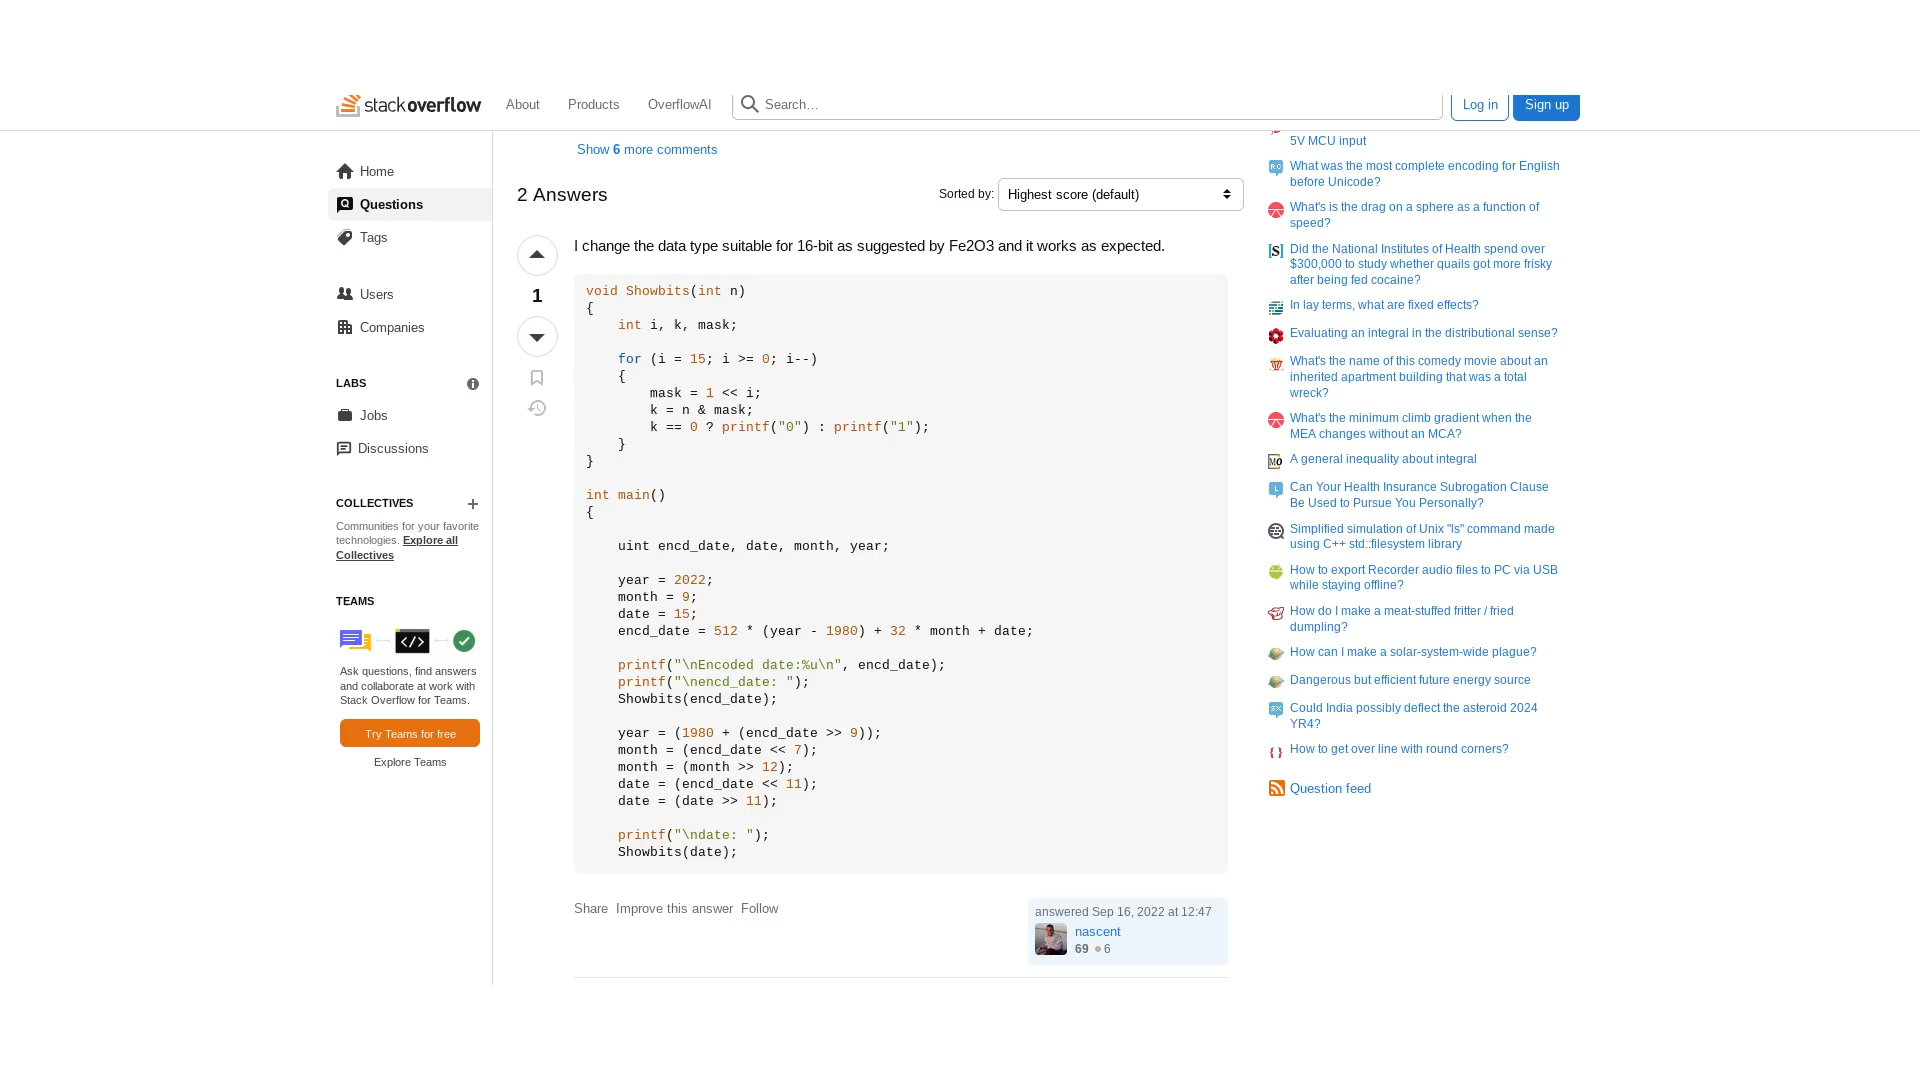 stackoverflow
About
Products
OverflowAI
Search…
Log in
Sign up
Home
Questions
Tags
Users
Companies
LABS
Jobs
Discussions
COLLECTIVES
Communities for your favorite
technologies. Explore all
Collectives
TEAMS
Ask questions, find answers
and collaborate at work with
Stack Overflow for Teams.
Try Teams for free
Explore Teams
Show 6 more comments
2 Answers
Sorted by:
Highest score (default)
1
I change the data type suitable for 16-bit as suggested by Fe2O3 and it works as expected.
void Showbits(int n)
{
    int i, k, mask;
    for (i = 15; i >= 0; i--)
    {
        mask = 1 << i;
        k = n & mask;
        k == 0 ? printf("0") : printf("1");
    }
}
int main()
{
    uint encd_date, date, month, year;
    year = 2022;
    month = 9;
    date = 15;
    encd_date = 512 * (year - 1980) + 32 * month + date;
    printf("\nEncoded date:%u\n", encd_date);
    printf("\nencd_date: ");
    Showbits(encd_date);
    year = (1980 + (encd_date >> 9));
    month = (encd_date << 7);
    month = (month >> 12);
    date = (encd_date << 11);
    date = (date >> 11);
    printf("\ndate: ");
    Showbits(date);
Share Improve this answer Follow
answered Sep 16, 2022 at 12:47
nascent
69 6
5V MCU input
What was the most complete encoding for English
before Unicode?
What's is the drag on a sphere as a function of
speed?
Did the National Institutes of Health spend over
$300,000 to study whether quails got more frisky
after being fed cocaine?
In lay terms, what are fixed effects?
Evaluating an integral in the distributional sense?
What's the name of this comedy movie about an
inherited apartment building that was a total
wreck?
What's the minimum climb gradient when the
MEA changes without an MCA?
A general inequality about integral
Can Your Health Insurance Subrogation Clause
Be Used to Pursue You Personally?
Simplified simulation of Unix "ls" command made
using C++ std::filesystem library
How to export Recorder audio files to PC via USB
while staying offline?
How do I make a meat-stuffed fritter / fried
dumpling?
How can I make a solar-system-wide plague?
Dangerous but efficient future energy source
Could India possibly deflect the asteroid 2024
YR4?
How to get over line with round corners?
Question feed